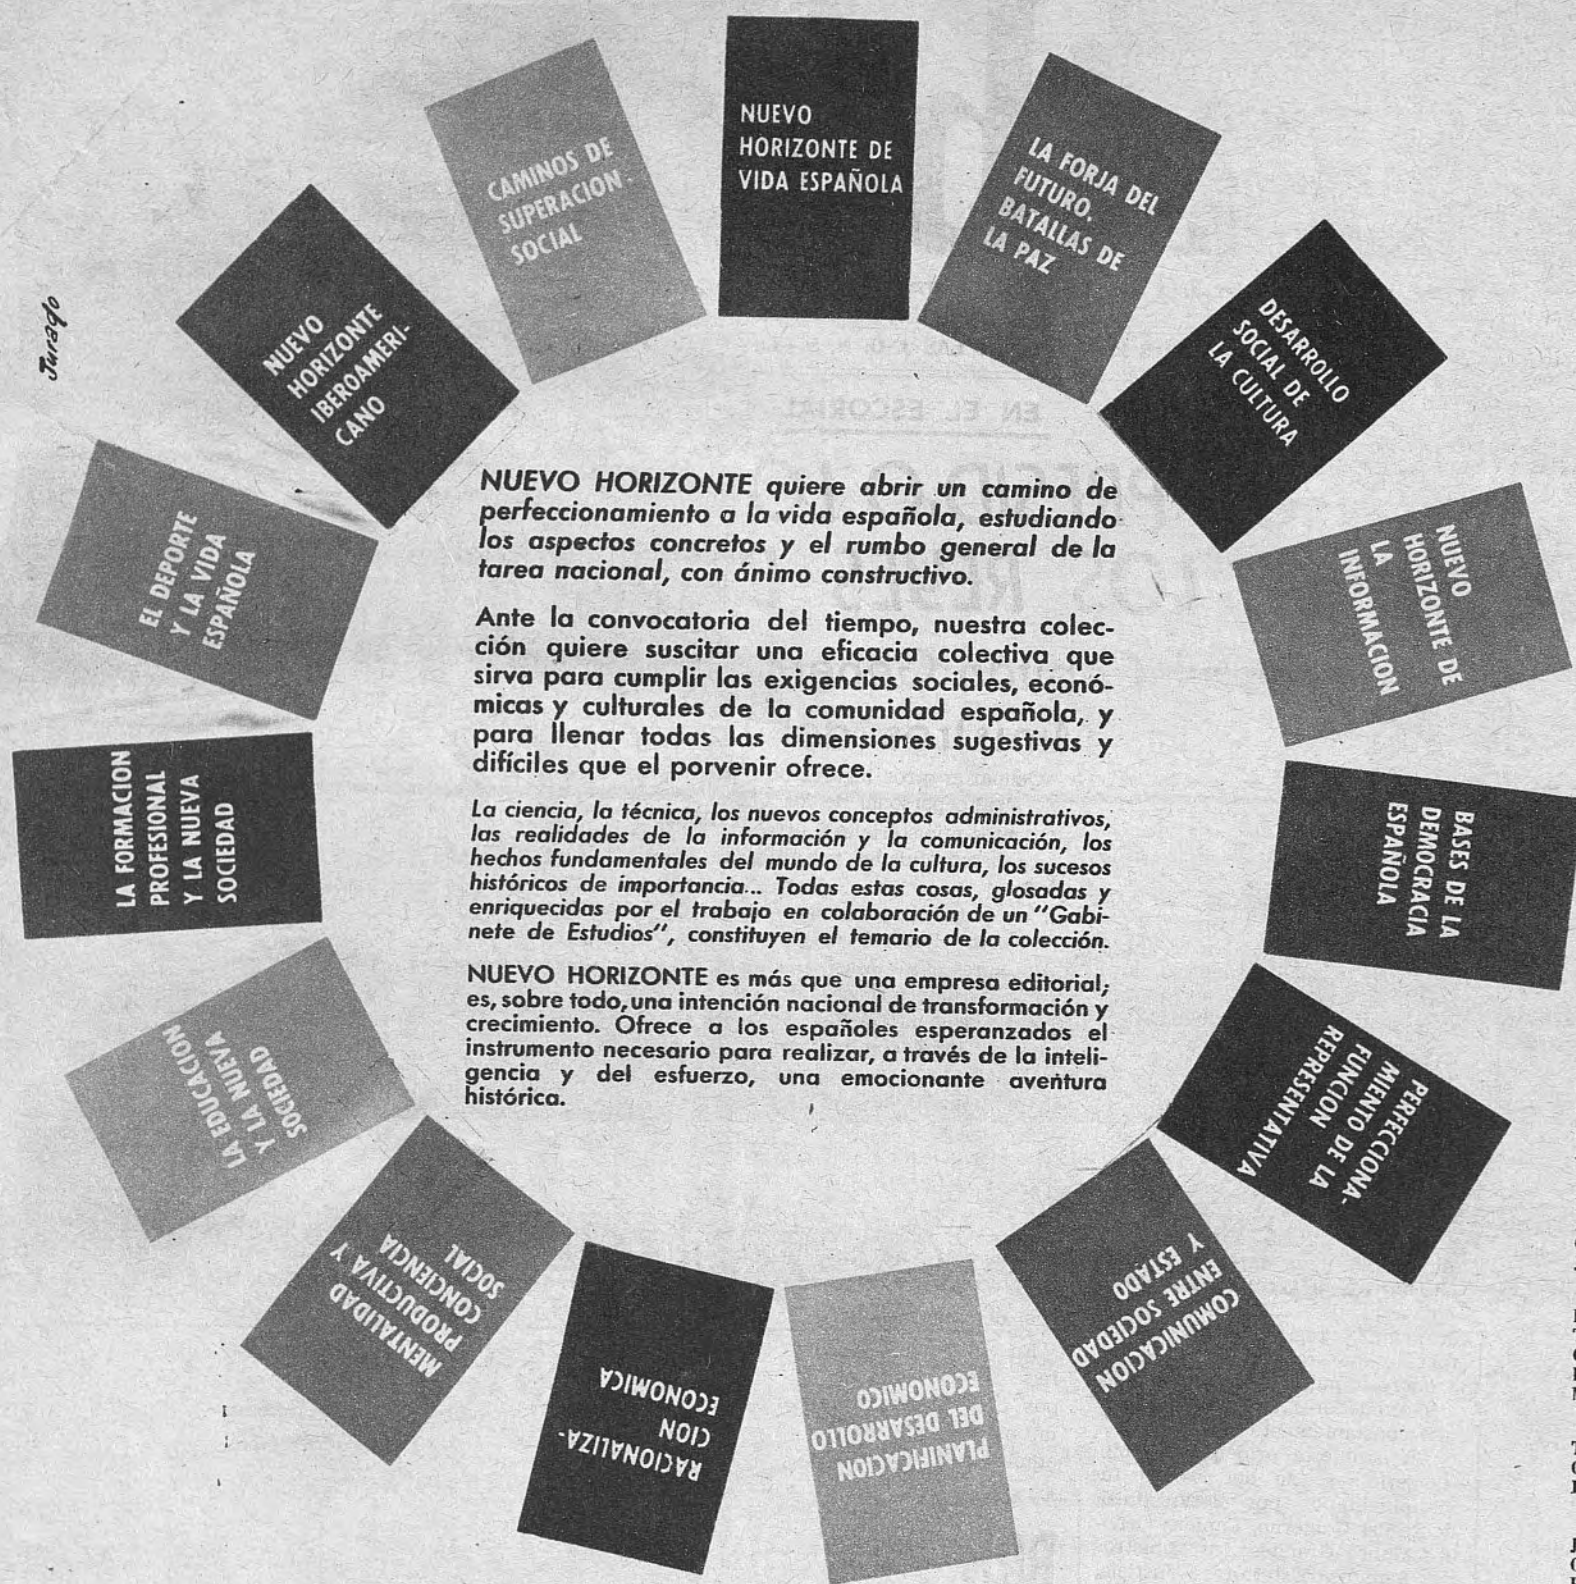 NUEVO
HORIZONTE DE
VIDA ESPAÑOLA
LA FORJA DEL
FUTURO.
BATALLAS DE
LA PAZ
DESARROLLO
SOCIAL DE
LA CULTURA
NUEVO
HORIZONTE DE
LA
INFORMACION
BASES DE LA
DEMOCRACIA
ESPAÑOLA
PERFECCIONA-
MIENTO DE LA
FUNCION
REPRESENTATIVA
COMUNICACION
ENTRE SOCIEDAD
Y ESTADO
PLANIFICACION
DEL DESARROLLO
ECONOMICO
RACIONALIZA-
CION
ECONOMICA
MENTALIDAD
PRODUCTIVA Y
CONCIENCIA
SOCIAL
LA EDUCACION
Y LA NUEVA
SOCIEDAD
LA FORMACION
PROFESIONAL
Y LA NUEVA
SOCIEDAD
EL DEPORTE
Y LA VIDA
ESPAÑOLA
NUEVO
HORIZONTE
IBEROAMERI-
CANO
CAMINOS DE
SUPERACION
SOCIAL
NUEVO HORIZONTE quiere abrir un camino de
perfeccionamiento a la vida española, estudiando
los aspectos concretos y el rumbo general de la
tarea nacional, con ánimo constructivo.
Ante la convocatoria del tiempo, nuestra colec-
ción quiere suscitar una eficacia colectiva que
sirva para cumplir las exigencias sociales, econó-
micas y culturales de la comunidad española, y
para llenar todas las dimensiones sugestivas y
difíciles que el porvenir ofrece.
La ciencia, la técnica, los nuevos conceptos administrativos,
las realidades de la información y la comunicación, los
hechos fundamentales del mundo de la cultura, los sucesos
históricos de importancia... Todas estas cosas, glosadas y
enriquecidas por el trabajo en colaboración de un "Gabi-
nete de Estudios", constituyen el temario de la colección.
NUEVO HORIZONTE es más que una empresa editorial;
es, sobre todo, una intención nacional de transformación y
crecimiento. Ofrece a los españoles esperanzados el
instrumento necesario para realizar, a través de la inteli-
gencia y del esfuerzo, una emocionante aventura
histórica.
EN EL ESCORIAL